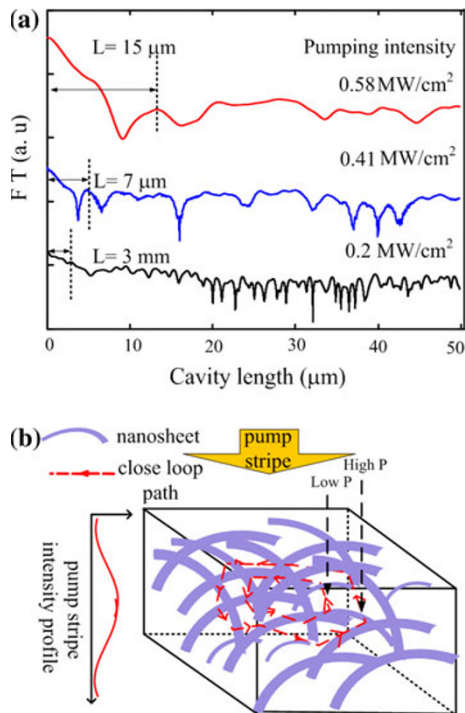 (a)
L= 15 μm
Pumping intensity
0.58 MW/cm2
0.41 MW/cm2
L= 7 μm
0.2 MW/cm2
L= 3 mm
F T (a. u)
0 10 20 30 40 50
Cavity length (μm)
(b)
nanosheet
close loop
path
pump
stripe
High P
Low P
pump stripe
intensity profile